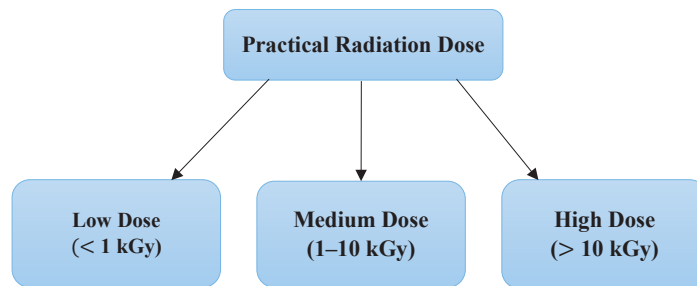 Practical Radiation Dose
Low Dose
(< 1 kGy)
Medium Dose
(1–10 kGy)
High Dose
(> 10 kGy)